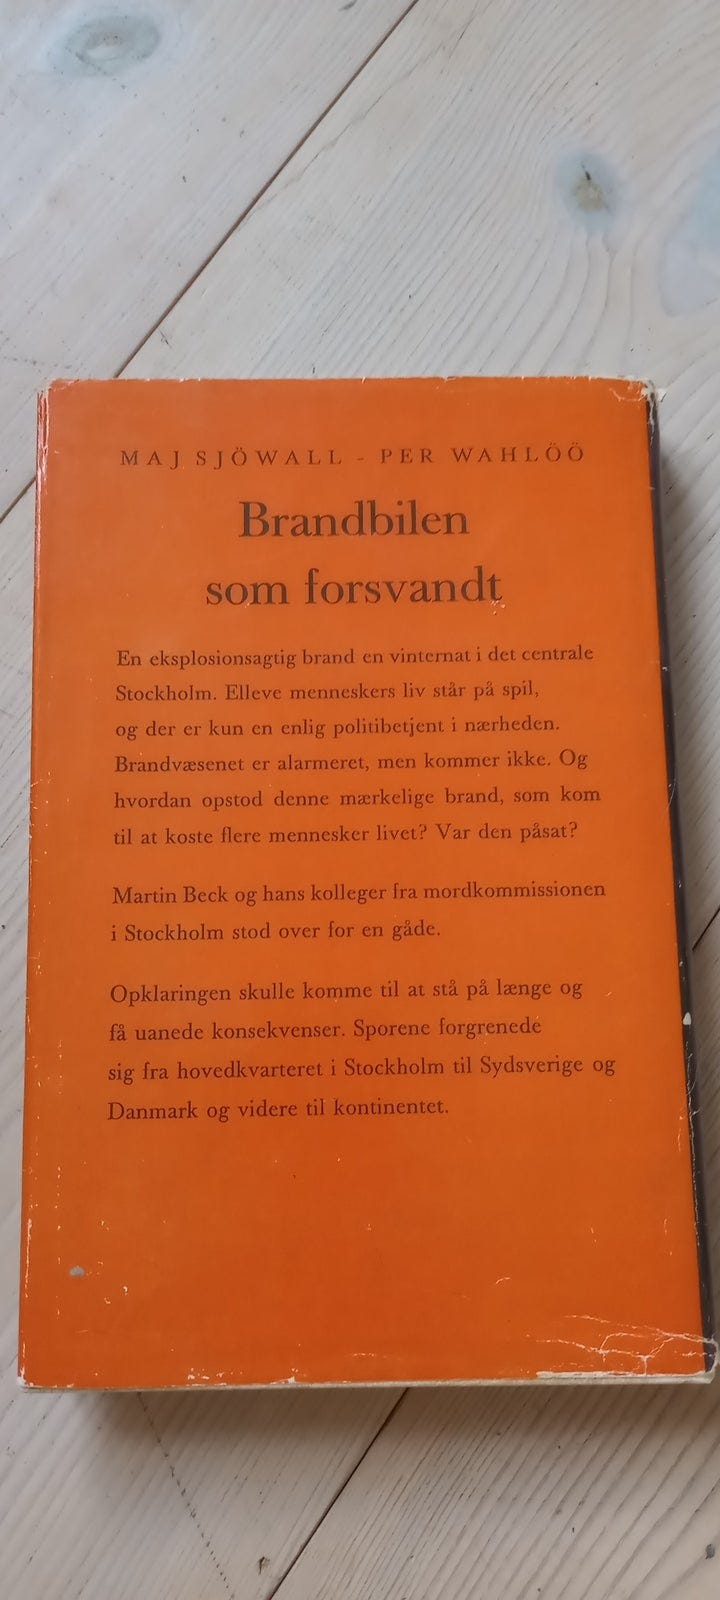 MAJ SJÖWALL - PER WAHLÖÖ
Brandbilen
som forsvandt
En eksplosionsagtig brand en vinternat i det centrale
Stockholm. Elleve menneskers liv står på spil,
og der er kun en enlig politibetjent i nærheden.
Brandvæsenet er alarmeret, men kommer ikke. Og
hvordan opstod denne mærkelige brand, som kom
til at koste flere mennesker livet? Var den påsat?
Martin Beck og hans kolleger fra mordkommissionen
i Stockholm stod over for en gåde.
Opklaringen skulle komme til at stå på længe og
få uanede konsekvenser. Sporene forgrenede
sig fra hovedkvarteret i Stockholm til Sydsverige og
Danmark og videre til kontinentet.